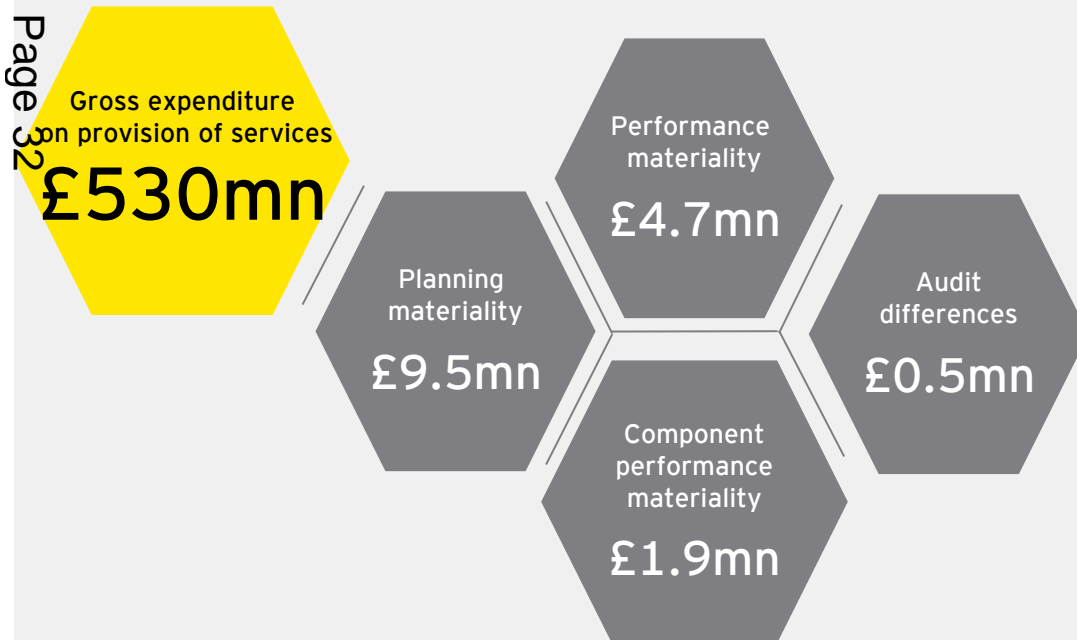 Page 32
Gross expenditure
on provision of services
£530mn
Planning
materiality
£9.5mn
Performance
materiality
£4.7mn
Component
performance
materiality
£1.9mn
Audit
differences
£0.5mn